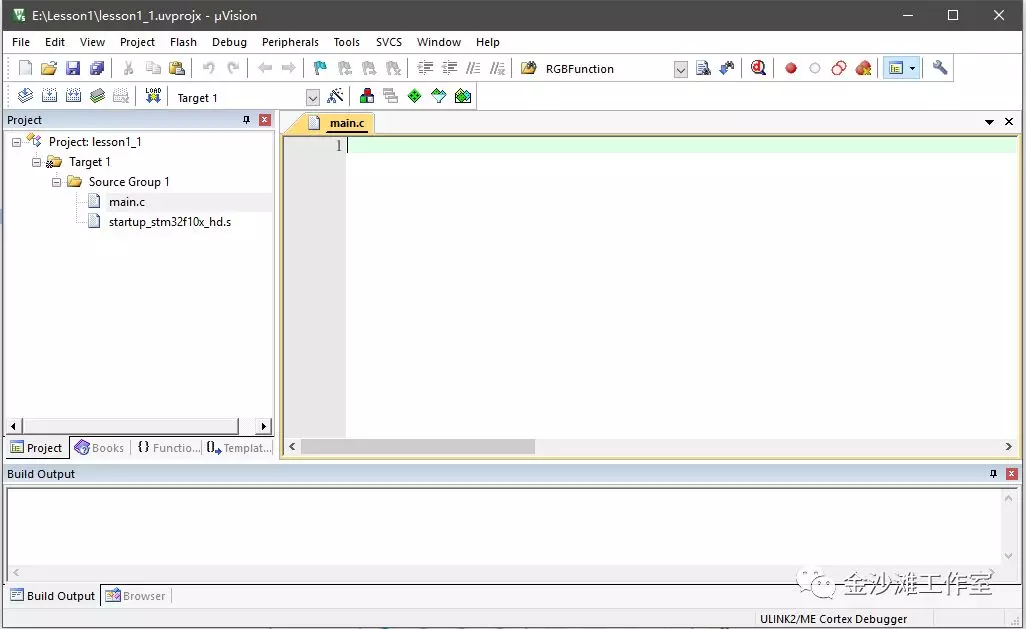 E:\Lesson1\lesson1_1.uvprojx - µVision
File Edit View Project Flash Debug Peripherals Tools SVCS Window Help
RGBFunction
LOAD Target 1
Project
main.c
Project: lesson1_1
1
Target 1
Source Group 1
main.c
startup_stm32f10x_hd.s
Project Books {} Functio... Templat...
Build Output
金沙滩工作室
Build Output Browser
ULINK2/ME Cortex Debugger